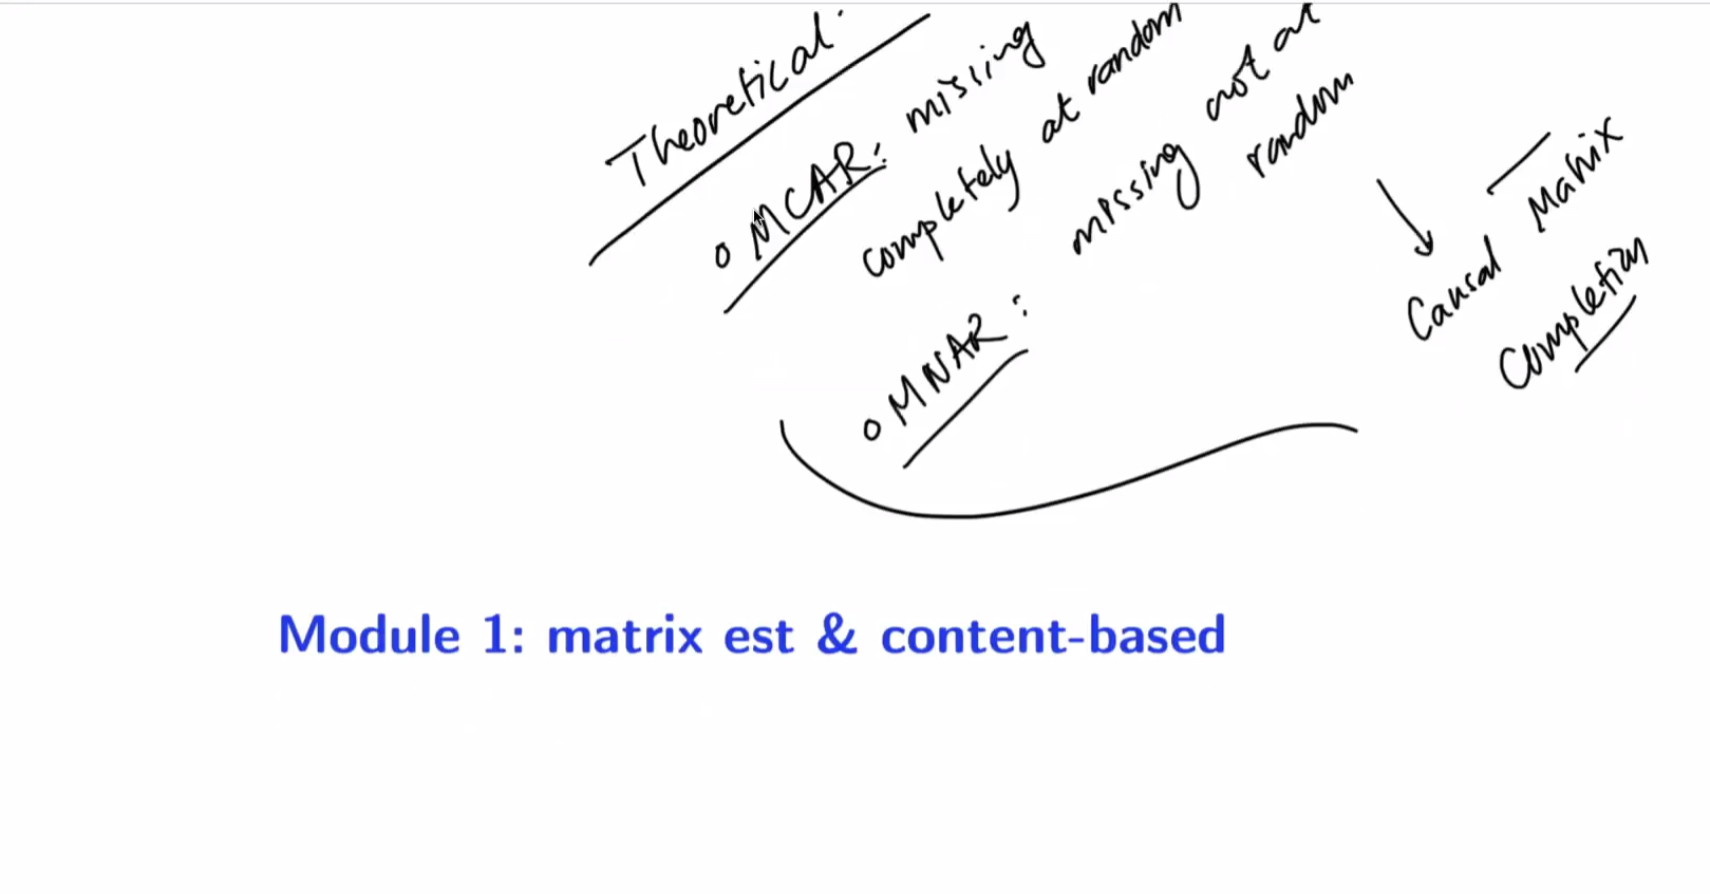 Theoretical
o MCAR: missing
completely at random
o MNAR: missing not at
random
Causal Matrix
Completion
Module 1: matrix est & content-based